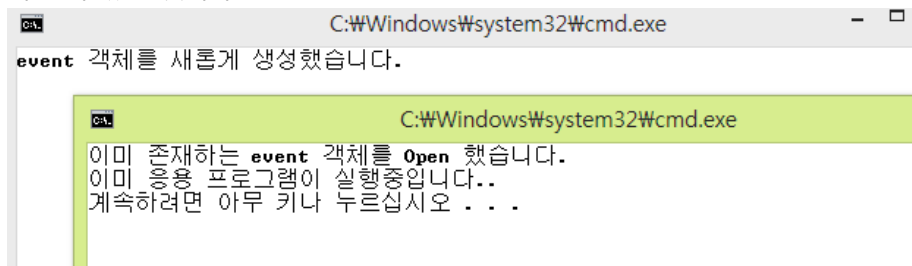 C:\Windows\system32\cmd.exe
event 객체를 새롭게 생성했습니다.
C:\Windows\system32\cmd.exe
이미 존재하는 event 객체를 Open 했습니다.
이미 응용 프로그램이 실행중입니다..
계속하려면 아무 키나 누르십시오 . . .